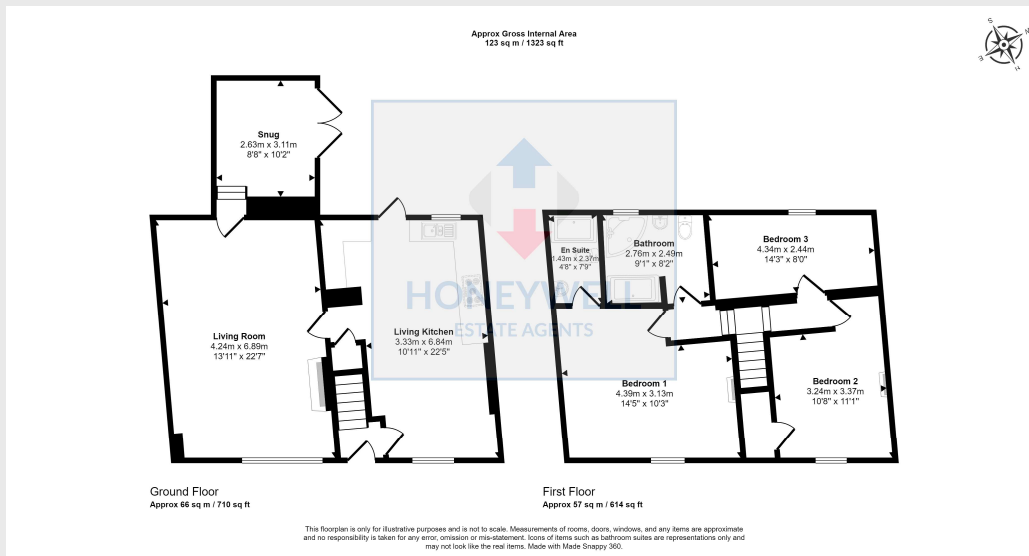 Approx Gross Internal Area
123 sq m / 1323 sq ft
S
N
E
Snug
2.63m x 3.11m
8'8" x 10'2"
Living Room
4.24m x 6.89m
13'11" x 22'7"
Living Kitchen
3.33m x 6.84m
10'11" x 22'5"
HONEYWELL
ESTATE AGENTS
En Suite
1.43m x 2.37m
4'8" x 7'9"
Bathroom
2.76m x 2.49m
9'1" x 8'2"
Bedroom 3
4.34m x 2.44m
14'3" x 8'0"
Bedroom 1
4.39m x 3.13m
14'5" x 10'3"
Bedroom 2
3.24m x 3.37m
10'8" x 11'1"
Ground Floor
Approx 66 sq m / 710 sq ft
First Floor
Approx 57 sq m / 614 sq ft
This floorplan is only for illustrative purposes and is not to scale. Measurements of rooms, doors, windows, and any items are approximate
and no responsibility is taken for any error, omission or mis-statement. Icons of items such as bathroom suites are representations only and
may not look like the real items. Made with Made Snappy 360.